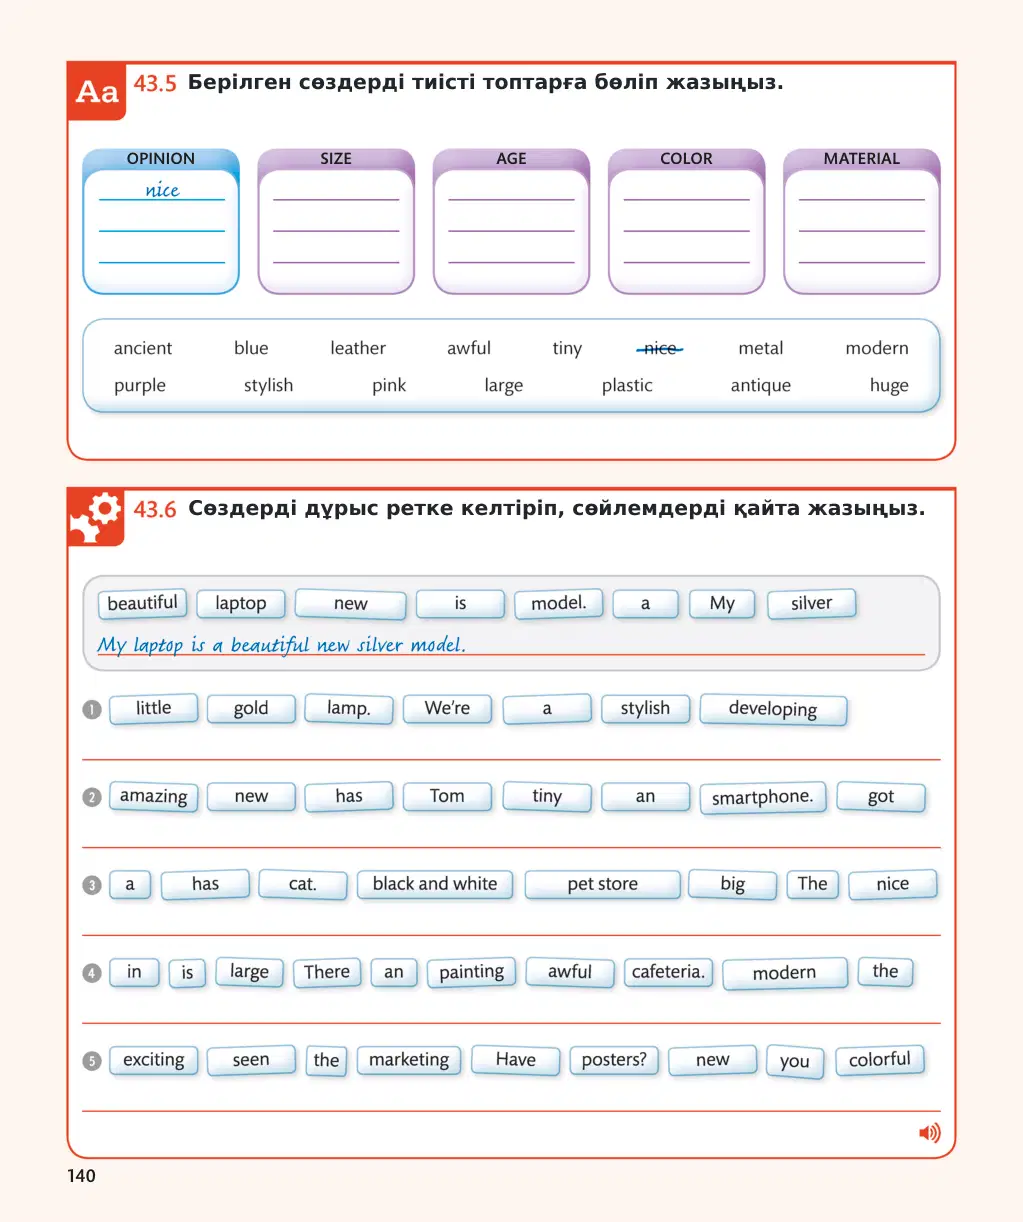 Aa 43.5 Берілген сөздерді тиісті топтарға бөліп жазыңыз.
OPINION SIZE AGE COLOR MATERIAL
nice
ancient blue leather awful tiny nice metal modern
purple stylish pink large plastic antique huge
43.6 Сөздерді дұрыс ретке келтіріп, сөйлемдерді қайта жазыңыз.
beautiful laptop new is model. a My silver
My laptop is a beautiful new silver model.
1 little gold lamp. We're a stylish developing
2 amazing new has Tom tiny an smartphone. got
3 a has cat. black and white pet store big The nice
4 in is large There an painting awful cafeteria. modern the
5 exciting seen the marketing Have posters? new you colorful
140